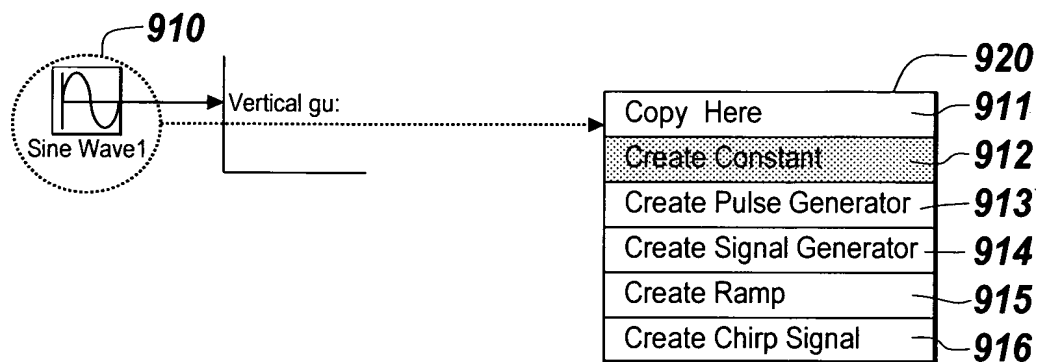 910
920
Sine Wave1
Vertical gu:
Copy Here
911
Create Constant
912
Create Pulse Generator
913
Create Signal Generator
914
Create Ramp
915
Create Chirp Signal
916